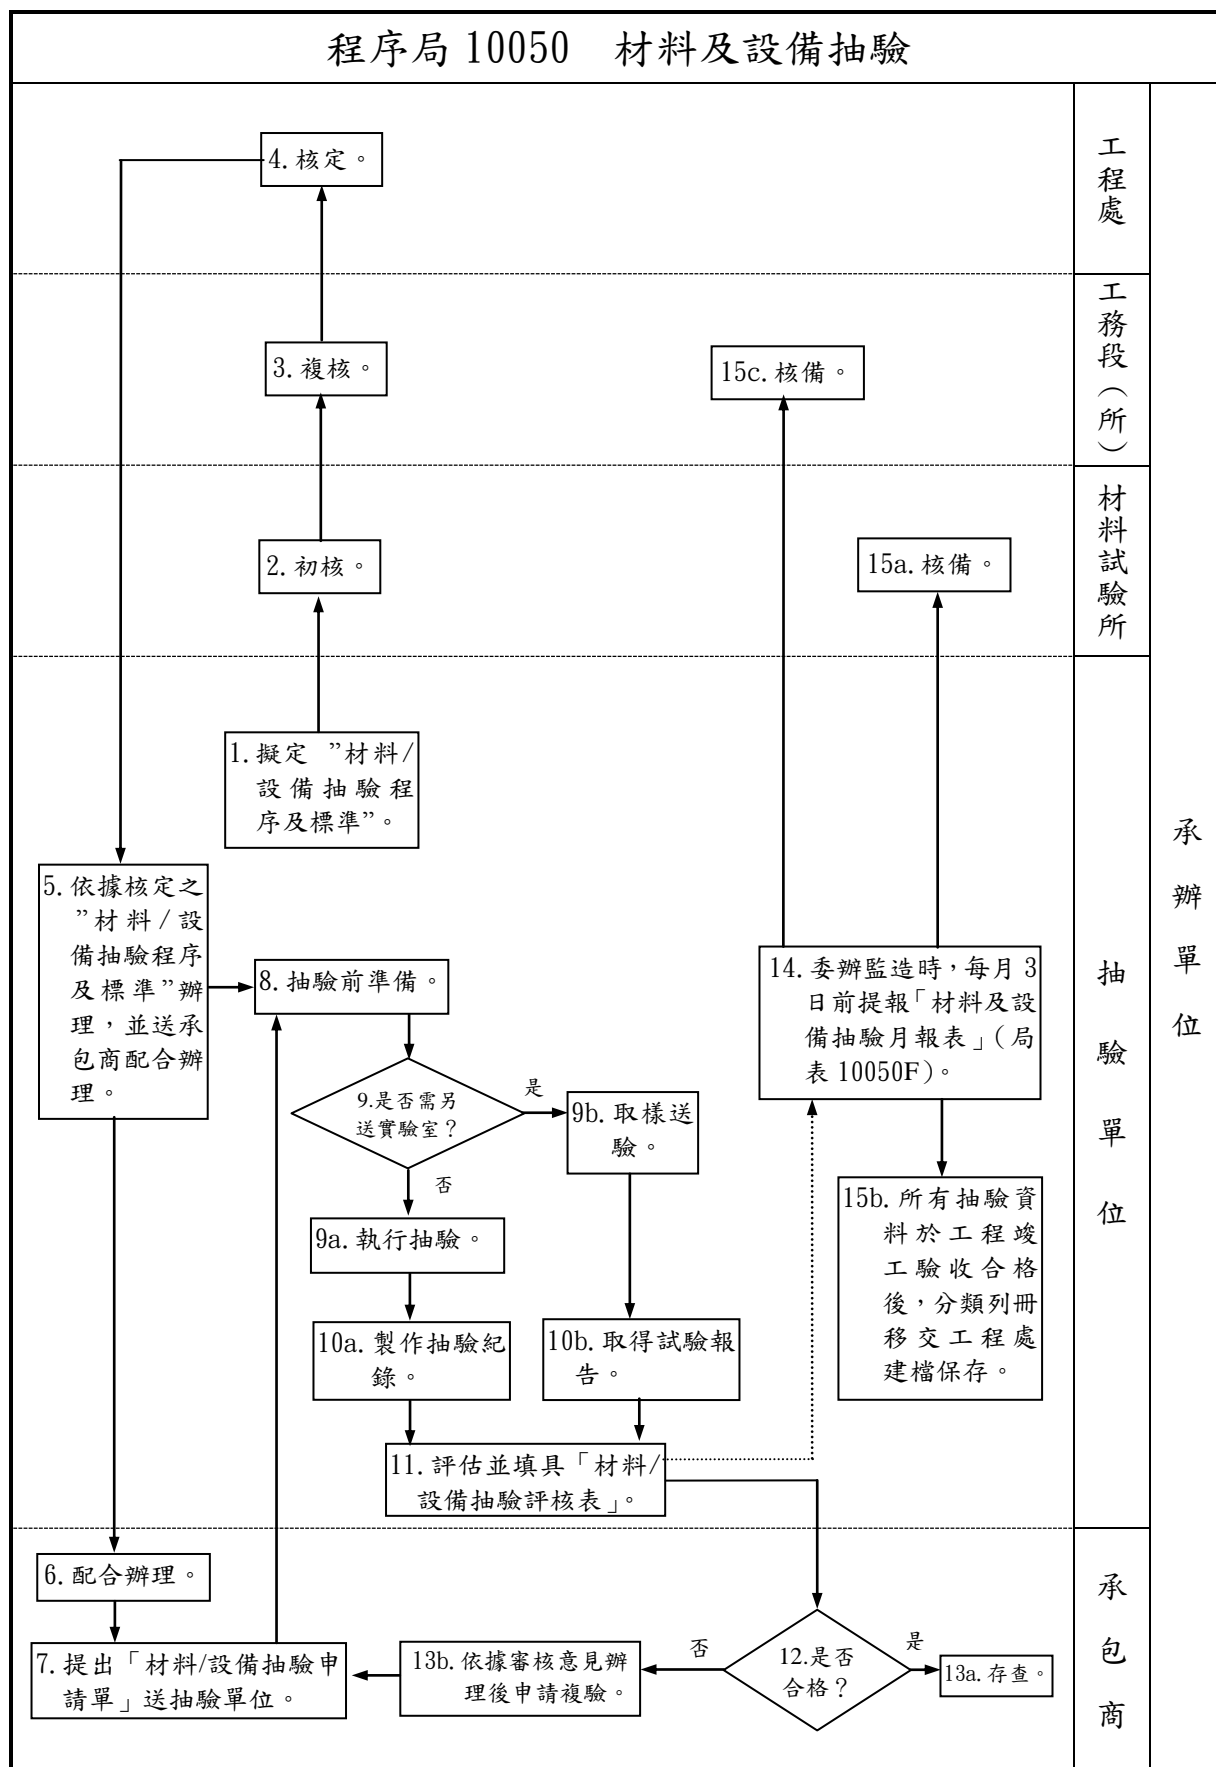 程序局 10050　材料及設備抽驗
4. 核定。
工程處
3. 複核。
15c. 核備。
工務段（所）
2. 初核。
15a. 核備。
材料試驗所
1. 擬定 ”材料/
設備抽驗程
序及標準”。
5. 依據核定之
”材料/設
備抽驗程序
及標準”辦
理，並送承
包商配合辦
理。
8. 抽驗前準備。
14. 委辦監造時，每月 3
日前提報「材料及設
備抽驗月報表」（局
表 10050F）。
9.是否需另
送實驗室？
是
9b. 取樣送
驗。
否
9a. 執行抽驗。
15b. 所有抽驗資
料於工程竣
工驗收合格
後，分類列冊
移交工程處
建檔保存。
10a. 製作抽驗紀
錄。
10b. 取得試驗報
告。
11. 評估並填具「材料/
設備抽驗評核表」。
抽驗單位
承辦單位
6. 配合辦理。
7. 提出「材料/設備抽驗申
請單」送抽驗單位。
13b. 依據審核意見辦
理後申請複驗。
否
12.是否
合格？
是
13a. 存查。
承包商